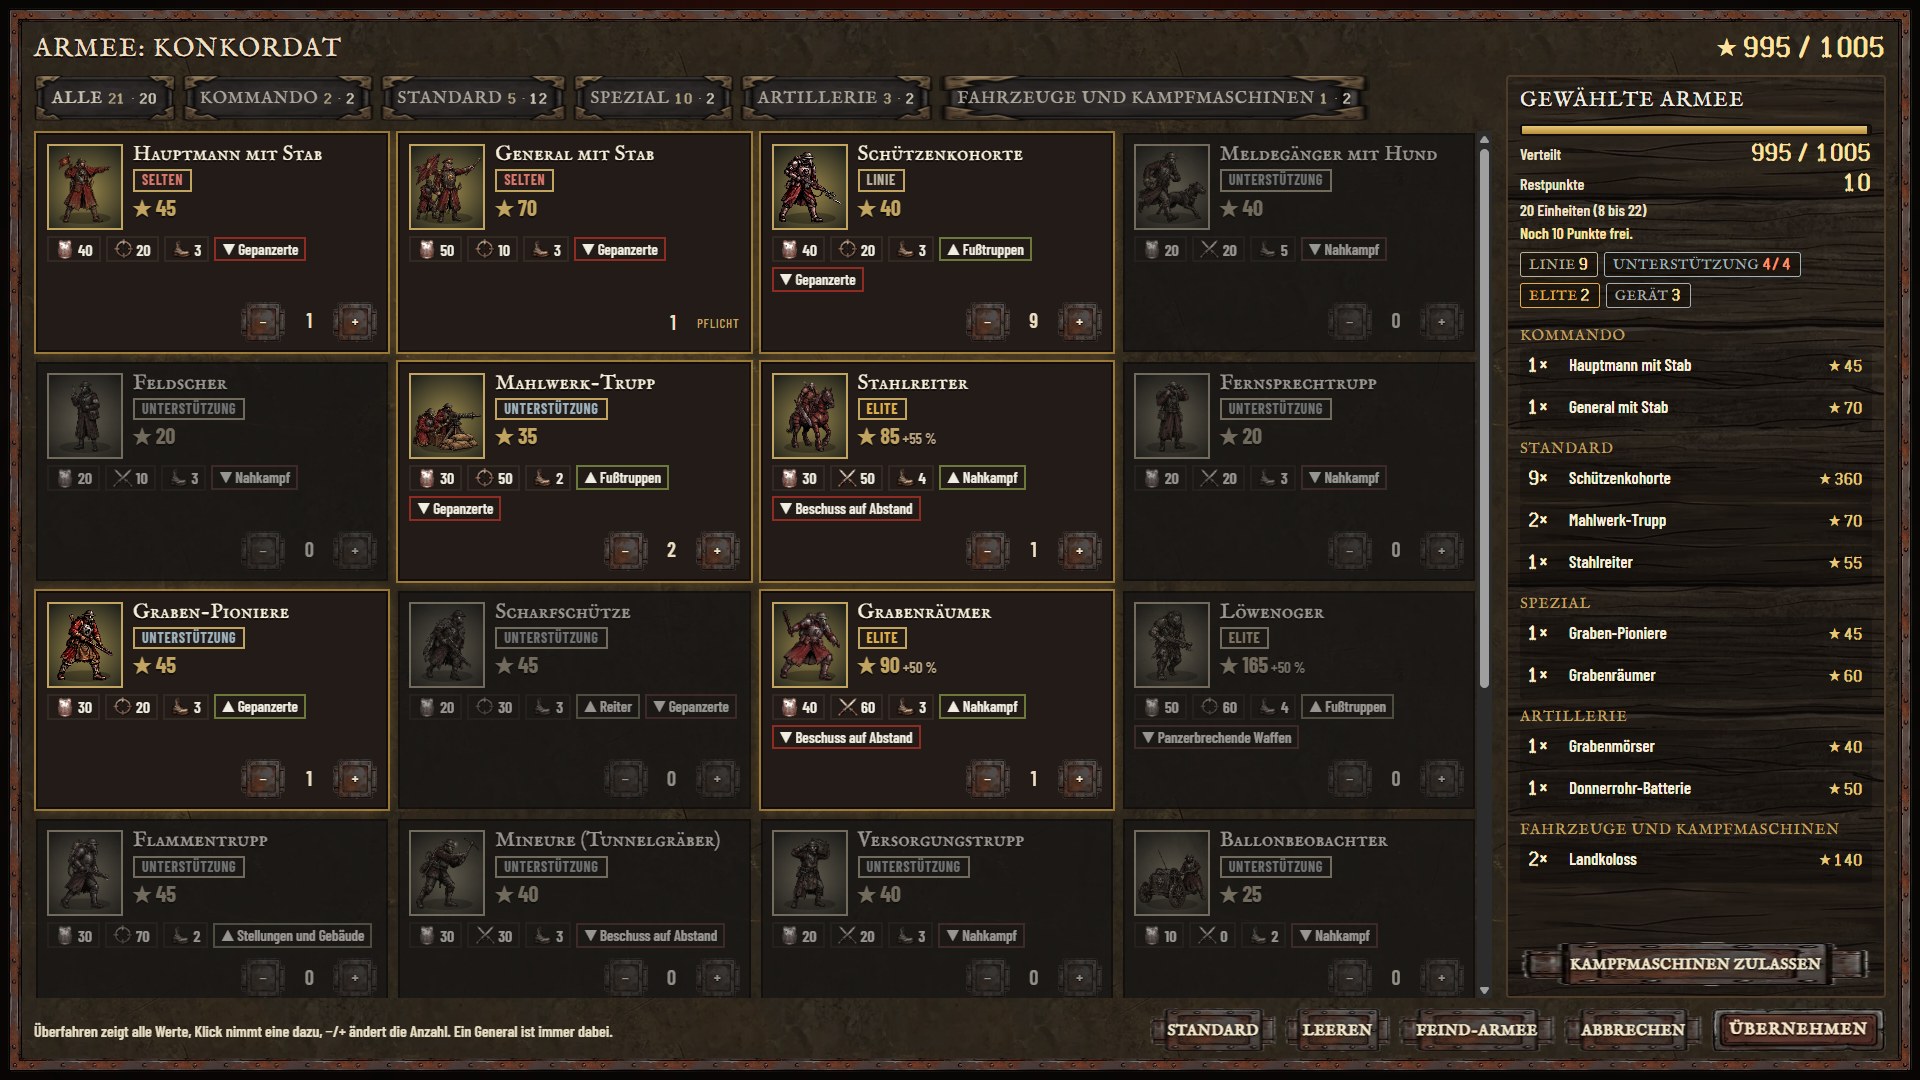 ARMEE: KONKORDAT
★ 995 / 1005
ALLE 21 · 20
KOMMANDO 2 · 2
STANDARD 5 · 12
SPEZIAL 10 · 2
ARTILLERIE 3 · 2
FAHRZEUGE UND KAMPFMASCHINEN 1 · 2
Hauptmann mit Stab
SELTEN
★ 45
40 20 3 ▼ Gepanzerte
− 1 +
General mit Stab
SELTEN
★ 70
50 10 3 ▼ Gepanzerte
1 PFLICHT
Schützenkohorte
LINIE
★ 40
40 20 3 ▲ Fußtruppen
▼ Gepanzerte
− 9 +
Meldegänger mit Hund
UNTERSTÜTZUNG
★ 40
20 20 5 ▼ Nahkampf
− 0 +
Feldscher
UNTERSTÜTZUNG
★ 20
20 10 3 ▼ Nahkampf
− 0 +
Mahlwerk-Trupp
UNTERSTÜTZUNG
★ 35
30 50 2 ▲ Fußtruppen
▼ Gepanzerte
− 2 +
Stahlreiter
ELITE
★ 85 +55 %
30 50 4 ▲ Nahkampf
▼ Beschuss auf Abstand
− 1 +
Fernsprechtrupp
UNTERSTÜTZUNG
★ 20
20 20 3 ▼ Nahkampf
− 0 +
Graben-Pioniere
UNTERSTÜTZUNG
★ 45
30 20 3 ▲ Gepanzerte
− 1 +
Scharfschütze
UNTERSTÜTZUNG
★ 45
20 30 3 ▲ Reiter ▼ Gepanzerte
− 0 +
Grabenräumer
ELITE
★ 90 +50 %
40 60 3 ▲ Nahkampf
▼ Beschuss auf Abstand
− 1 +
Löwenoger
ELITE
★ 165 +50 %
50 60 4 ▲ Fußtruppen
▼ Panzerbrechende Waffen
− 0 +
Flammentrupp
UNTERSTÜTZUNG
★ 45
30 70 2 ▲ Stellungen und Gebäude
− 0 +
Mineure (Tunnelgräber)
UNTERSTÜTZUNG
★ 40
30 30 3 ▼ Beschuss auf Abstand
− 0 +
Versorgungstrupp
UNTERSTÜTZUNG
★ 40
20 20 3 ▼ Nahkampf
− 0 +
Ballonbeobachter
UNTERSTÜTZUNG
★ 25
10 0 2 ▼ Nahkampf
− 0 +
GEWÄHLTE ARMEE
Verteilt 995 / 1005
Restpunkte 10
20 Einheiten (8 bis 22)
Noch 10 Punkte frei.
LINIE 9 UNTERSTÜTZUNG 4/4
ELITE 2 GERÄT 3
KOMMANDO
1× Hauptmann mit Stab ★ 45
1× General mit Stab ★ 70
STANDARD
9× Schützenkohorte ★ 360
2× Mahlwerk-Trupp ★ 70
1× Stahlreiter ★ 55
SPEZIAL
1× Graben-Pioniere ★ 45
1× Grabenräumer ★ 60
ARTILLERIE
1× Grabenmörser ★ 40
1× Donnerrohr-Batterie ★ 50
FAHRZEUGE UND KAMPFMASCHINEN
2× Landkoloss ★ 140
KAMPFMASCHINEN ZULASSEN
Überfahren zeigt alle Werte, Klick nimmt eine dazu, −/+ ändert die Anzahl. Ein General ist immer dabei.
STANDARD
LEEREN
FEIND-ARMEE
ABBRECHEN
ÜBERNEHMEN